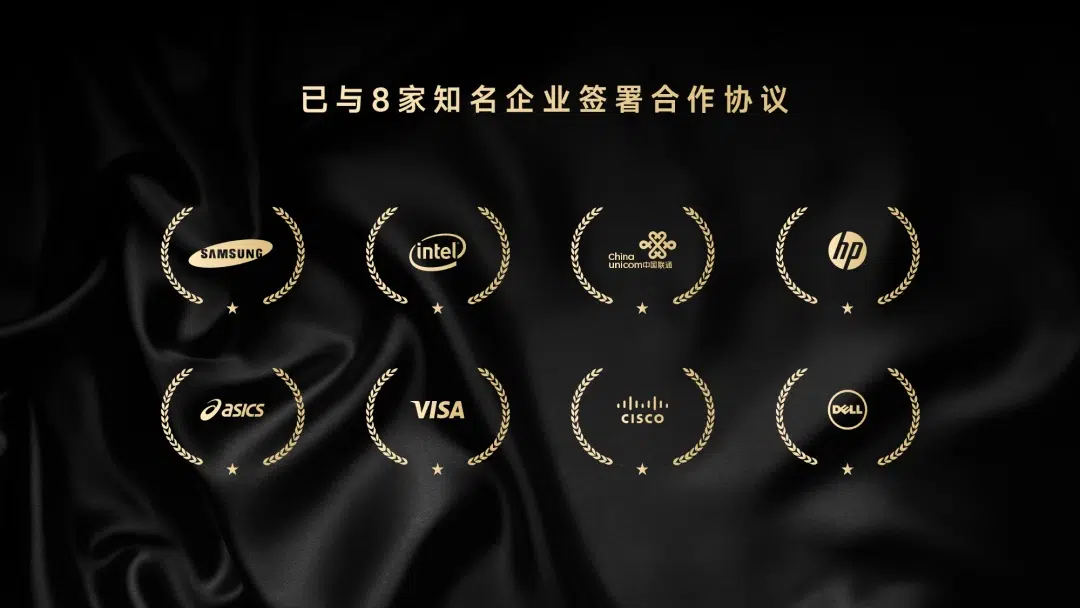 已与8家知名企业签署合作协议
SAMSUNG
intel
China
unicom中国联通
hp
asics
VISA
CISCO
DELL